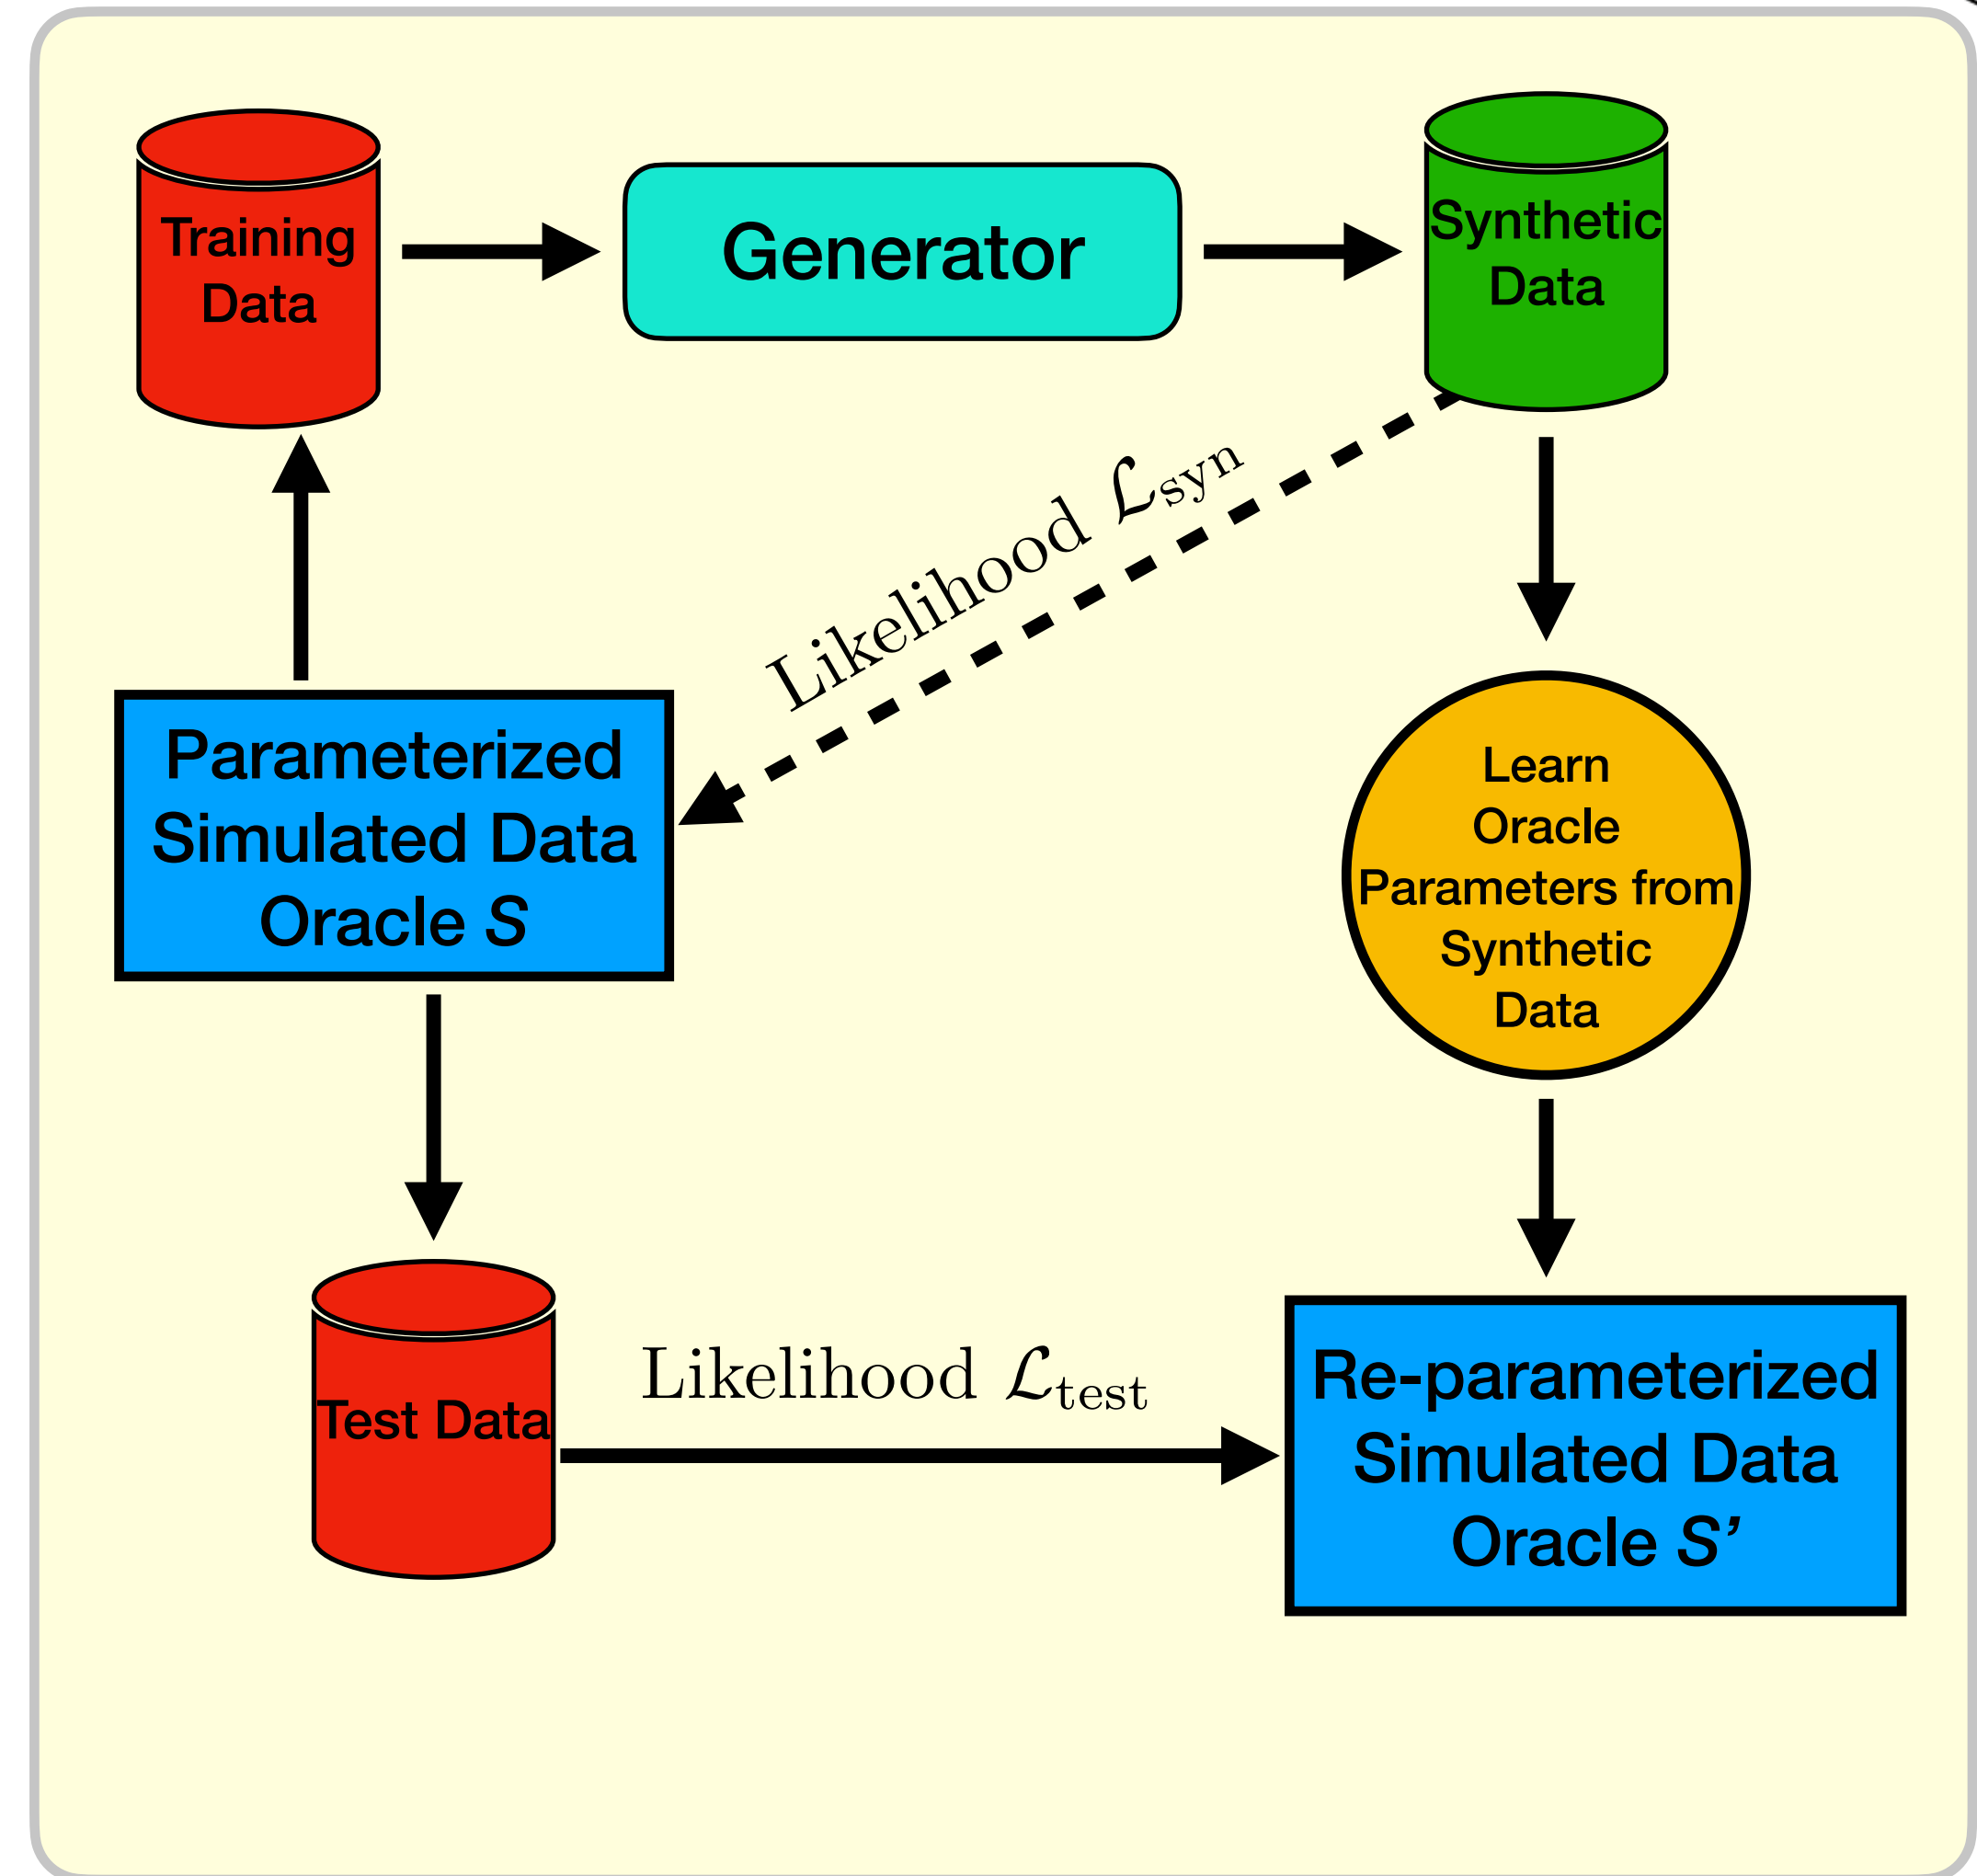 Training
Data
Generator
Synthetic
Data
Likelihood ℒsyn
Parameterized
Simulated Data
Oracle S
Learn
Oracle
Parameters from
Synthetic
Data
Test Data
Likelihood ℒtest
Re-parameterized
Simulated Data
Oracle S’